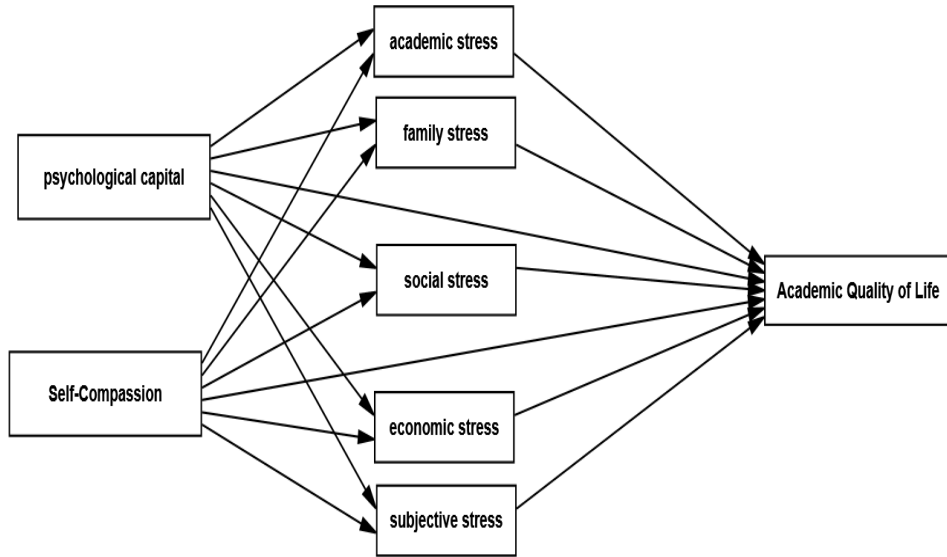 academic stress
family stress
psychological capital
social stress
Academic Quality of Life
Self-Compassion
economic stress
subjective stress